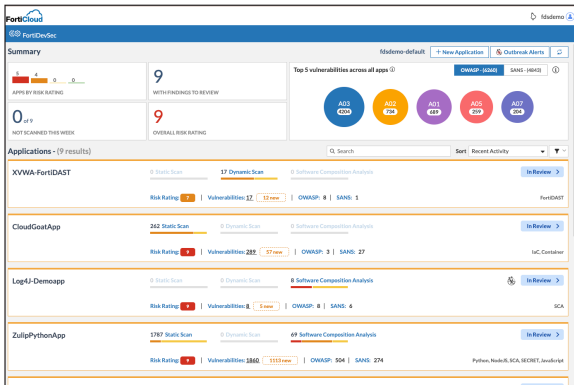 FortiCloud
fdsdemo
FortiDevSec
Summary
fdsdemo-default
+ New Application
Outbreak Alerts
5 4 0 0
APPS BY RISK RATING
9
WITH FINDINGS TO REVIEW
0 of 9
NOT SCANNED THIS WEEK
9
OVERALL RISK RATING
Top 5 vulnerabilities across all apps
OWASP - (6260)
SANS - (4843)
A03 4204
A02 734
A01 689
A05 259
A07 204
Applications - (9 results)
Search
Sort
Recent Activity
XVWA-FortiDAST
0 Static Scan
17 Dynamic Scan
0 Software Composition Analysis
In Review >
Risk Rating: 7 | Vulnerabilities: 17 12 new | OWASP: 8 | SANS: 1
FortiDAST
CloudGoatApp
262 Static Scan
0 Dynamic Scan
0 Software Composition Analysis
In Review >
Risk Rating: 9 | Vulnerabilities: 289 57 new | OWASP: 3 | SANS: 27
IaC, Container
Log4J-Demoapp
0 Static Scan
0 Dynamic Scan
8 Software Composition Analysis
In Review >
Risk Rating: 9 | Vulnerabilities: 8 5 new | OWASP: 8 | SANS: 6
SCA
ZulipPythonApp
1787 Static Scan
0 Dynamic Scan
69 Software Composition Analysis
In Review >
Risk Rating: 9 | Vulnerabilities: 1860 1113 new | OWASP: 504 | SANS: 274
Python, NodeJS, SCA, SECRET, JavaScript